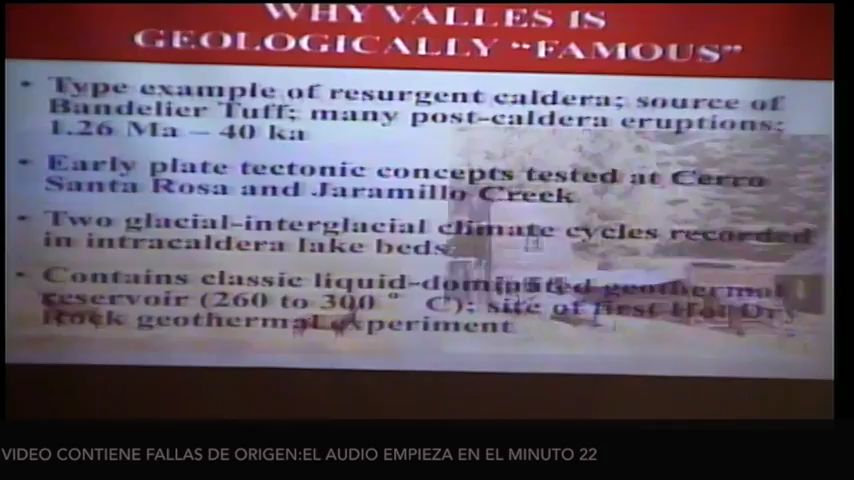 WHY VALLES IS
GEOLOGICALLY “FAMOUS”
• Type example of resurgent caldera; source of
Bandelier Tuff; many post-caldera eruptions;
1.26 Ma – 40 ka
• Early plate tectonic concepts tested at Cerro
Santa Rosa and Jaramillo Creek
• Two glacial-interglacial climate cycles recorded
in intracaldera lake beds
• Contains classic liquid-dominated geothermal
reservoir (260 to 300 ° C); site of first Hot Dry
Rock geothermal experiment
VIDEO CONTIENE FALLAS DE ORIGEN:EL AUDIO EMPIEZA EN EL MINUTO 22